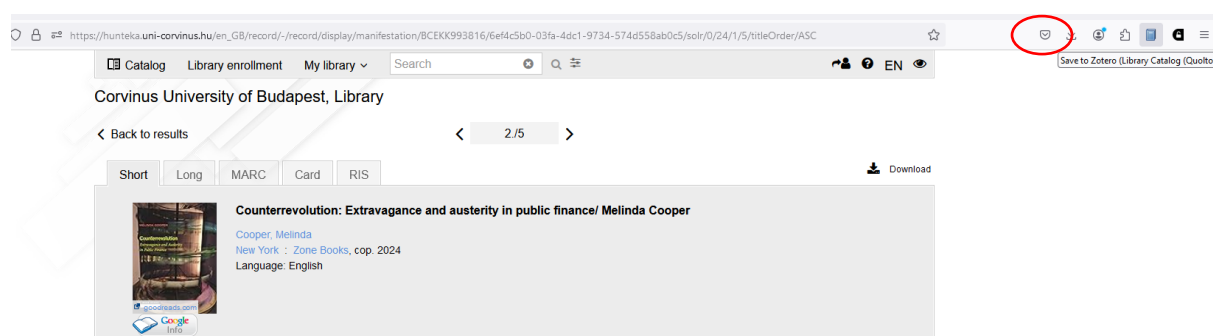 https://hunteka.uni-corvinus.hu/en_GB/record/-/record/display/manifestation/BCEKK993816/6ef4c5b0-03fa-4dc1-9734-574d558ab0c5/solr/0/24/1/5/titleOrder/ASC
Save to Zotero (Library Catalog (Quolto
Catalog Library enrollment My library Search EN
Corvinus University of Budapest, Library
Back to results 2./5
Short Long MARC Card RIS Download
Counterrevolution: Extravagance and austerity in public finance/ Melinda Cooper
Cooper, Melinda
New York : Zone Books, cop. 2024
Language: English
Counterrevolution
goodreads.com
Google
Info